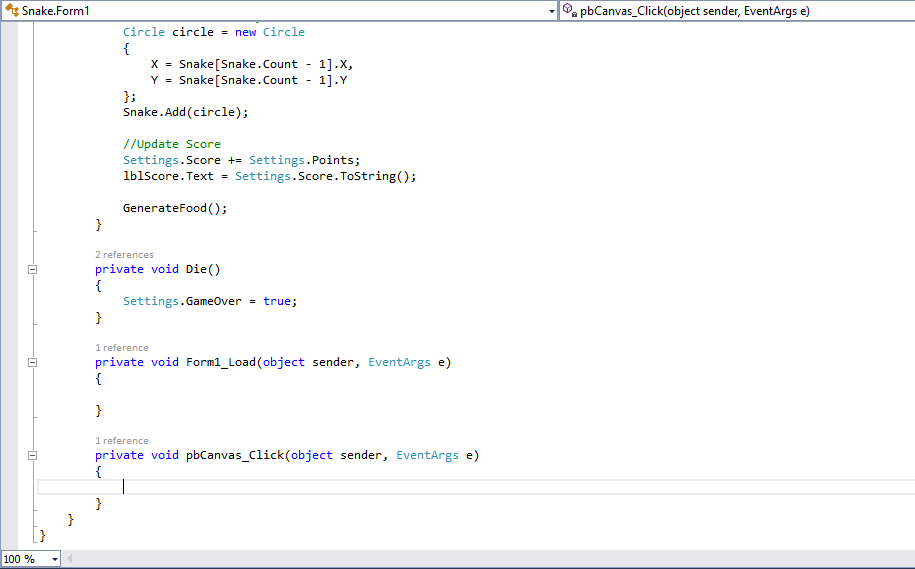 Snake.Form1
pbCanvas_Click(object sender, EventArgs e)
Circle circle = new Circle
{
X = Snake[Snake.Count - 1].X,
Y = Snake[Snake.Count - 1].Y
};
Snake.Add(circle);
//Update Score
Settings.Score += Settings.Points;
lblScore.Text = Settings.Score.ToString();
GenerateFood();
}
2 references
private void Die()
{
Settings.GameOver = true;
}
1 reference
private void Form1_Load(object sender, EventArgs e)
{
}
1 reference
private void pbCanvas_Click(object sender, EventArgs e)
{
}
}
}
100 %